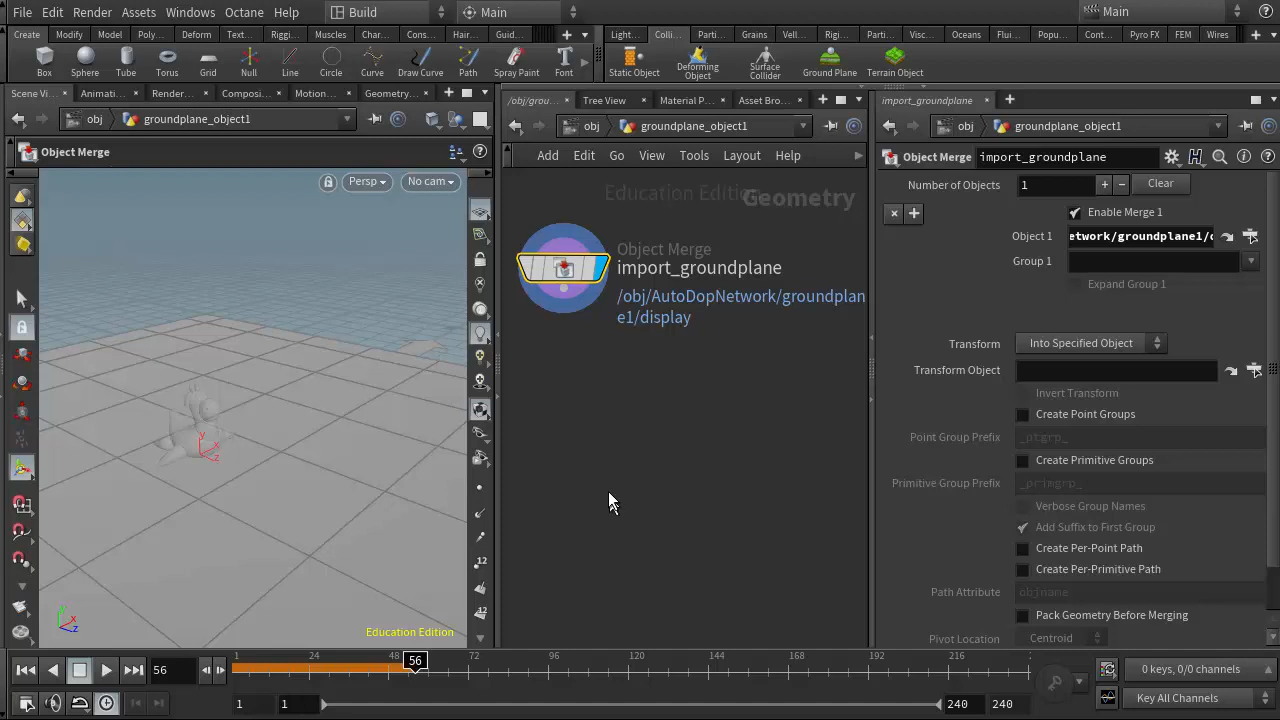 File Edit Render Assets Windows Octane Help Build Main Main
Create Modify Model Poly... Deform Text... Riggi... Muscles Char... Cons... Hair... Guid... Light... Colli... Parti... Grains Vell... Rig... Parti... Visc... Oceans Flui... Popu... Cont... Pyro FX FEM Wires
Box Sphere Tube Torus Grid Null Line Circle Curve Draw Curve Path Spray Paint Font Static Object Deforming Object Surface Collider Ground Plane Terrain Object
Scene Vi... Animati... Render... Composi... Motion... Geometry... /obj/grou... Tree View Material P... Asset Bro... import_groundplane
obj groundplane_object1 obj groundplane_object1 obj groundplane_object1
Object Merge Add Edit Go View Tools Layout Help Object Merge import_groundplane
Persp No cam
Education Edition Geometry
Object Merge
import_groundplane
/obj/AutoDopNetwork/groundplan
e1/display
y
x
z
y
x
z
Education Edition
12
12
Number of Objects 1 Clear
Enable Merge 1
Object 1 etwork/groundplane1/
Group 1
Expand Group 1
Transform Into Specified Object
Transform Object
Invert Transform
Create Point Groups
Point Group Prefix _ptgrp_
Create Primitive Groups
Primitive Group Prefix _primgrp_
Verbose Group Names
Add Suffix to First Group
Create Per-Point Path
Create Per-Primitive Path
Path Attribute objname
Pack Geometry Before Merging
Pivot Location Centroid
56 1 24 48 56 72 96 120 144 168 192 216 0 keys, 0/0 channels
1 1 240 240 Key All Channels